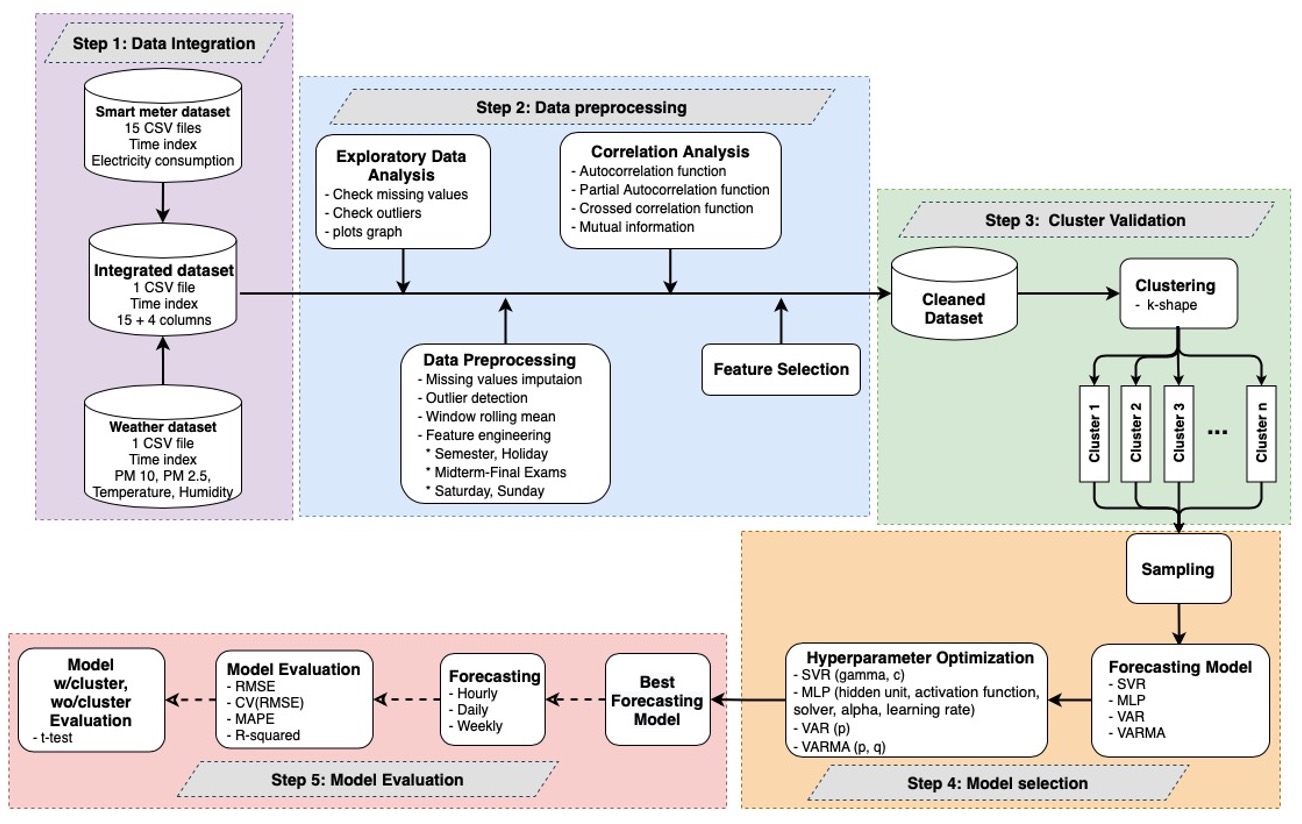 Step 1: Data Integration
Smart meter dataset
15 CSV files
Time index
Electricity consumption
Integrated dataset
1 CSV file
Time index
15 + 4 columns
Weather dataset
1 CSV file
Time index
PM 10, PM 2.5,
Temperature, Humidity
Step 2: Data preprocessing
Exploratory Data
Analysis
- Check missing values
- Check outliers
- plots graph
Correlation Analysis
- Autocorrelation function
- Partial Autocorrelation function
- Crossed correlation function
- Mutual information
Data Preprocessing
- Missing values imputaion
- Outlier detection
- Window rolling mean
- Feature engineering
* Semester, Holiday
* Midterm-Final Exams
* Saturday, Sunday
Feature Selection
Step 3: Cluster Validation
Cleaned
Dataset
Clustering
- k-shape
Cluster 1
Cluster 2
Cluster 3
...
Cluster n
Sampling
Forecasting Model
- SVR
- MLP
- VAR
- VARMA
Hyperparameter Optimization
- SVR (gamma, c)
- MLP (hidden unit, activation function,
solver, alpha, learning rate)
- VAR (p)
- VARMA (p, q)
Step 4: Model selection
Best
Forecasting
Model
Forecasting
- Hourly
- Daily
- Weekly
Model Evaluation
- RMSE
- CV(RMSE)
- MAPE
- R-squared
Model
w/cluster,
wo/cluster
Evaluation
- t-test
Step 5: Model Evaluation